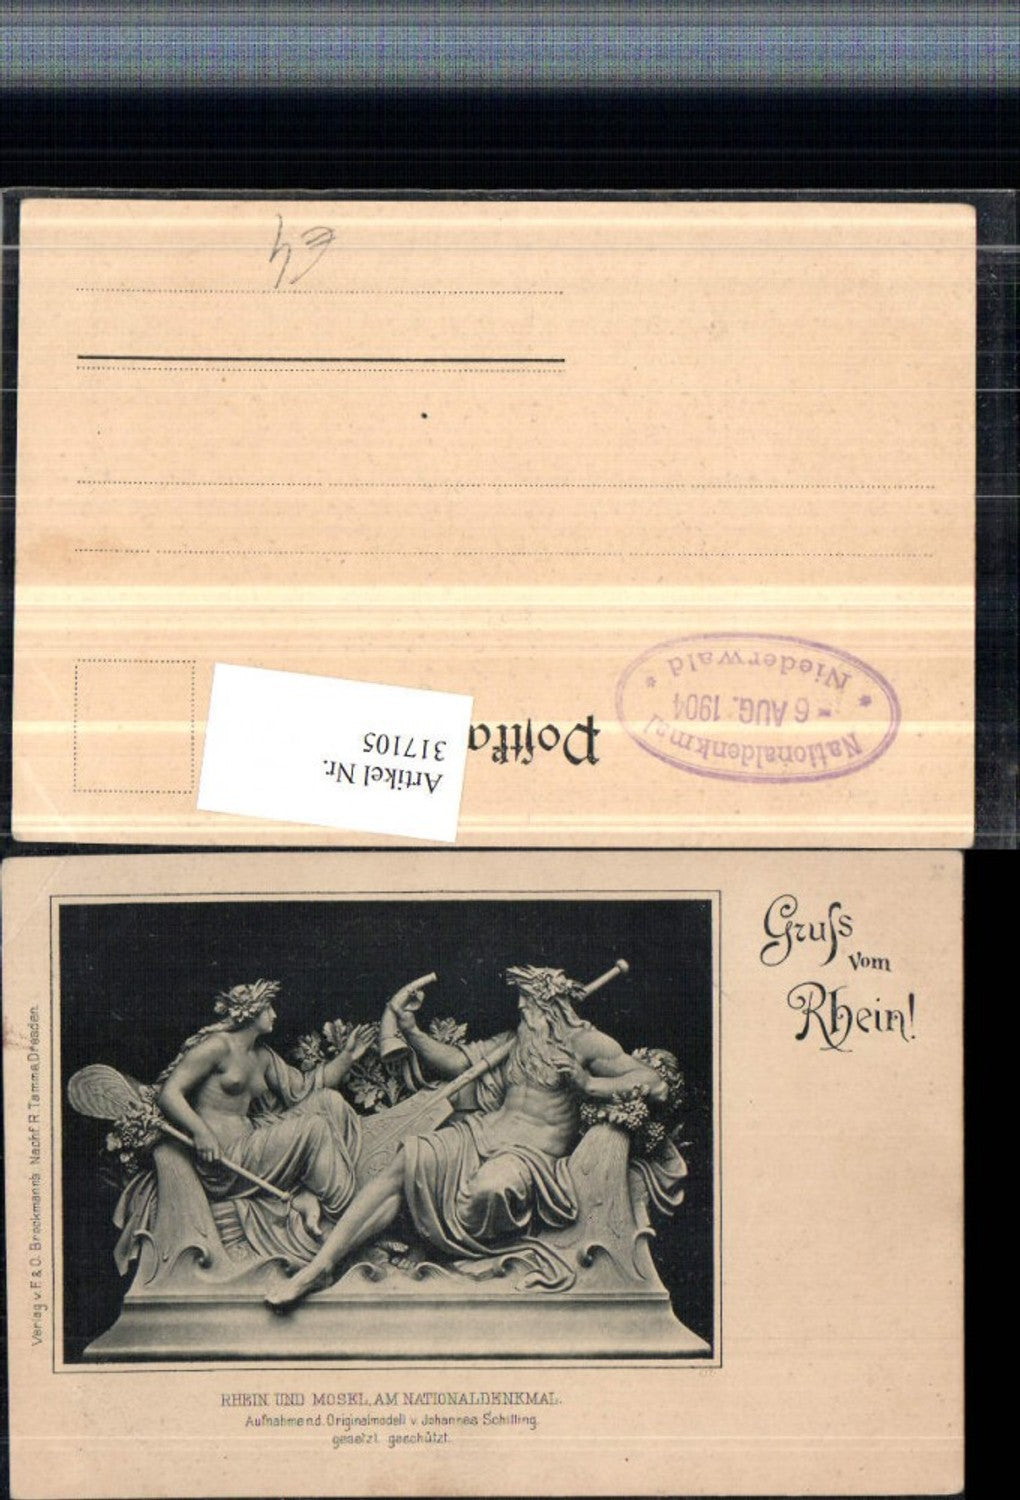 €4
Nationaldenkmal
- 6 AUG. 1904
* Niederwald *
Postka
Artikel Nr.
317105
Gruſs
vom
Rhein!
Verlag v. F. & O. Brockmann's Nachf. R. Tamme, Dresden.
RHEIN UND MOSEL, AM NATIONALDENKMAL.
Aufnahme n.d. Originalmodell v. Johannes Schilling.
gesetzl. geschützt.